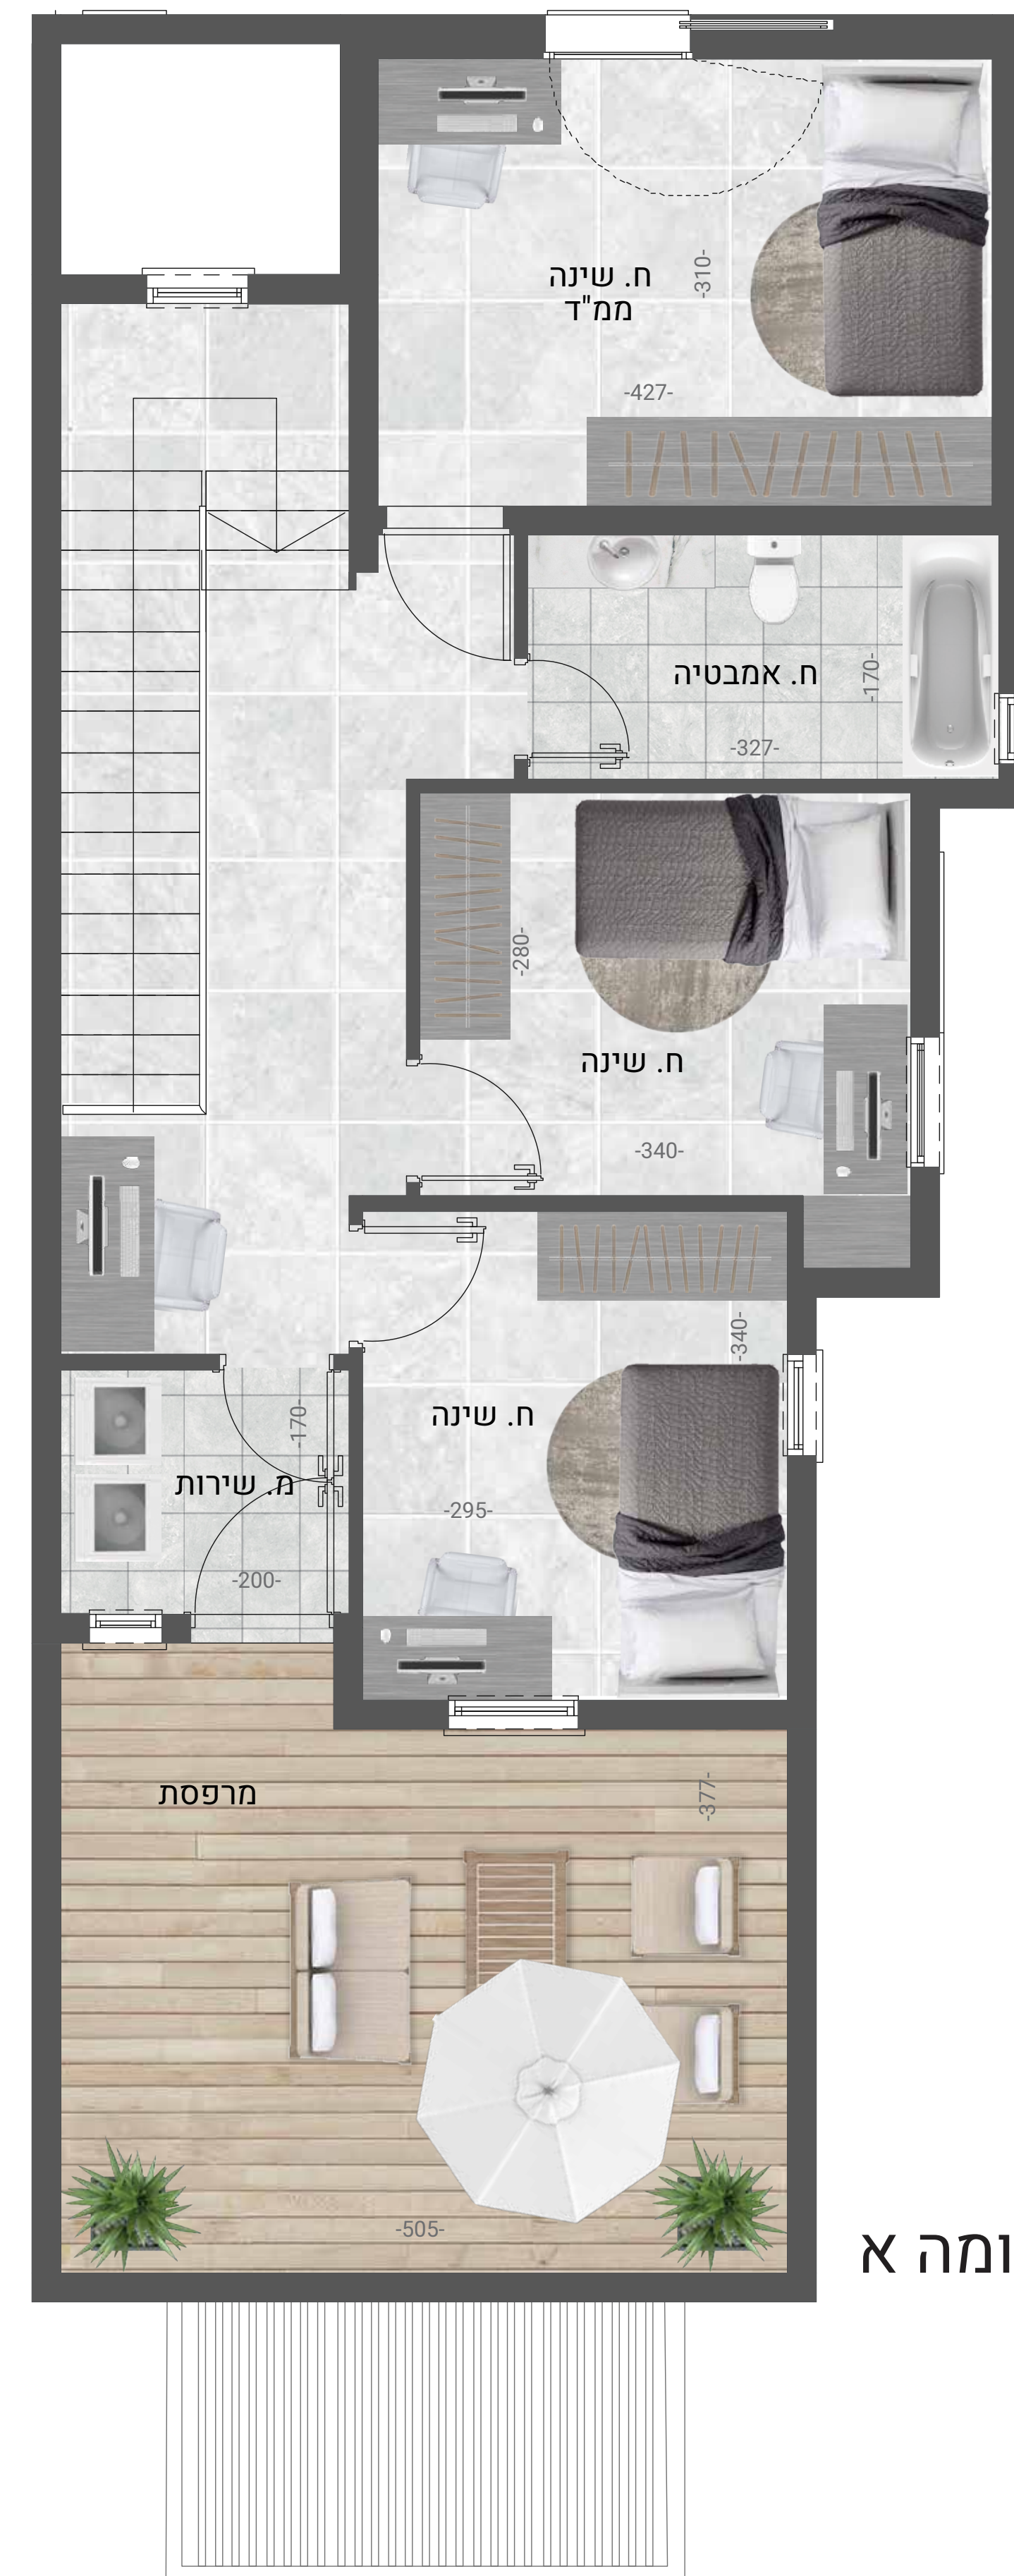 ח. שינה
ממ"ד
-310-
-427-
ח. אמבטיה
-170-
-327-
-280-
ח. שינה
-340-
-340-
ח. שינה
-295-
-170-
מ. שירות
-200-
מרפסת
-377-
-505-
ומה א